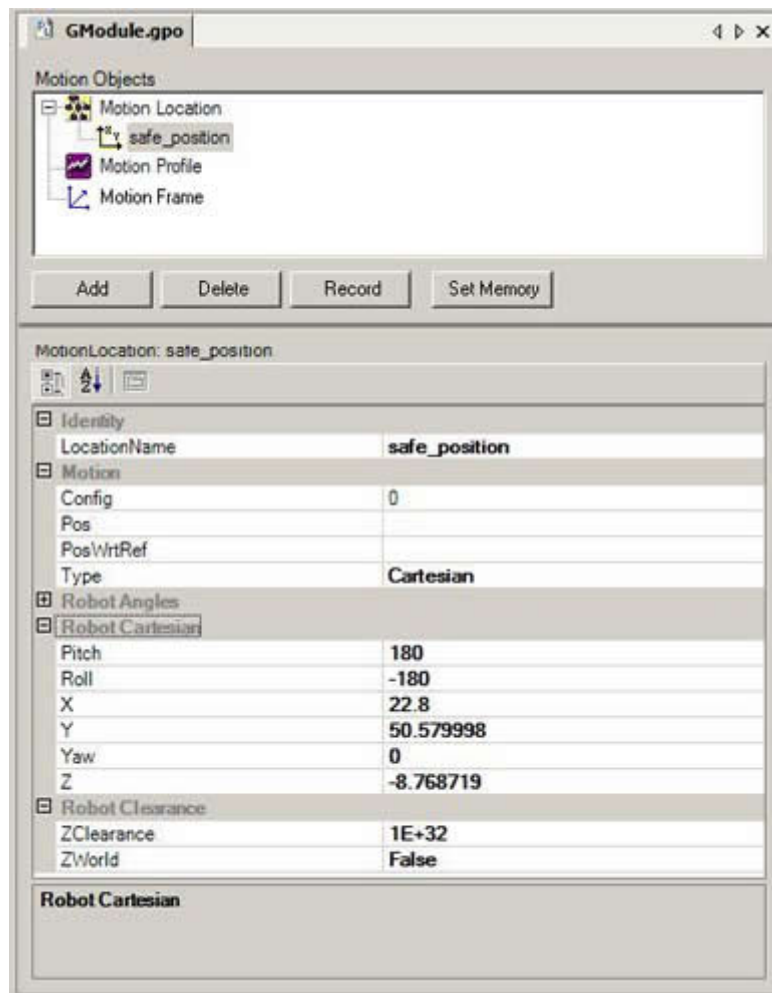 GModule.gpo
Motion Objects
Motion Location
safe_position
Motion Profile
Motion Frame
Add Delete Record Set Memory
MotionLocation: safe_position
Identity
LocationName safe_position
Motion
Config 0
Pos
PosWrtRef
Type Cartesian
Robot Angles
Robot Cartesian
Pitch 180
Roll -180
X 22.8
Y 50.579998
Yaw 0
Z -8.768719
Robot Clearance
ZClearance 1E+32
ZWorld False
Robot Cartesian